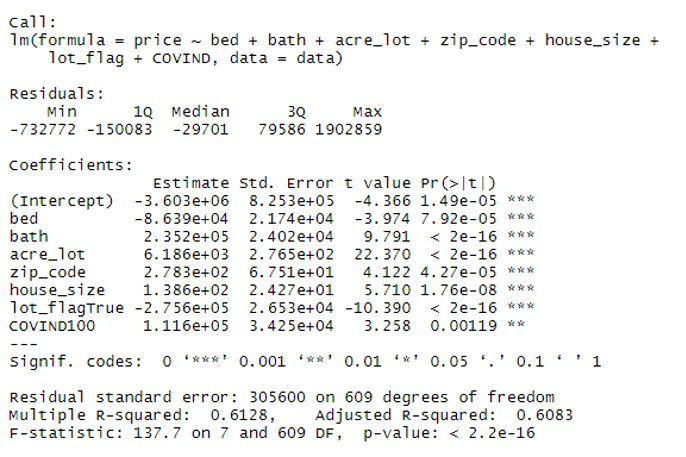 Call:
lm(formula = price ~ bed + bath + acre_lot + zip_code + house_size +
    lot_flag + COVIND, data = data)
Residuals:
    Min      1Q  Median      3Q     Max
-732772 -150083  -29701   79586 1902859
Coefficients:
              Estimate Std. Error t value Pr(>|t|)
(Intercept) -3.603e+06  8.253e+05  -4.366 1.49e-05 ***
bed         -8.639e+04  2.174e+04  -3.974 7.92e-05 ***
bath         2.352e+05  2.402e+04   9.791  < 2e-16 ***
acre_lot     6.186e+03  2.765e+02  22.370  < 2e-16 ***
zip_code     2.783e+02  6.751e+01   4.122 4.27e-05 ***
house_size   1.386e+02  2.427e+01   5.710 1.76e-08 ***
lot_flagTrue -2.756e+05  2.653e+04 -10.390  < 2e-16 ***
COVIND100    1.116e+05  3.425e+04   3.258  0.00119 **
---
Signif. codes:  0 ‘***’ 0.001 ‘**’ 0.01 ‘*’ 0.05 ‘.’ 0.1 ‘ ’ 1
Residual standard error: 305600 on 609 degrees of freedom
Multiple R-squared:  0.6128,    Adjusted R-squared:  0.6083
F-statistic: 137.7 on 7 and 609 DF,  p-value: < 2.2e-16